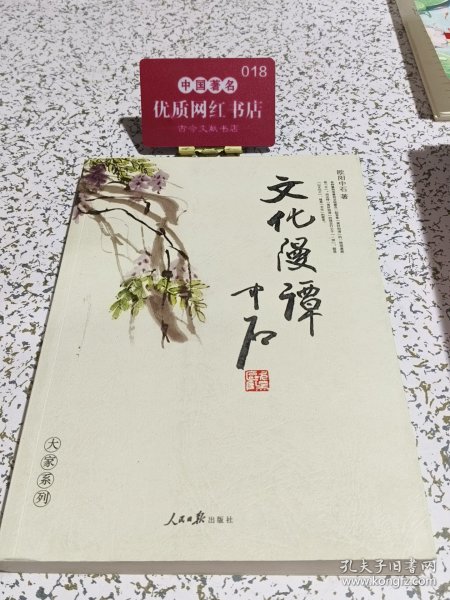 018
中国著名
优质网红书店
古今文献书店
欧阳中石 著
文化漫谭
中石
大家系列
人民日报出版社
孔夫子旧书网
www.kongfz.com